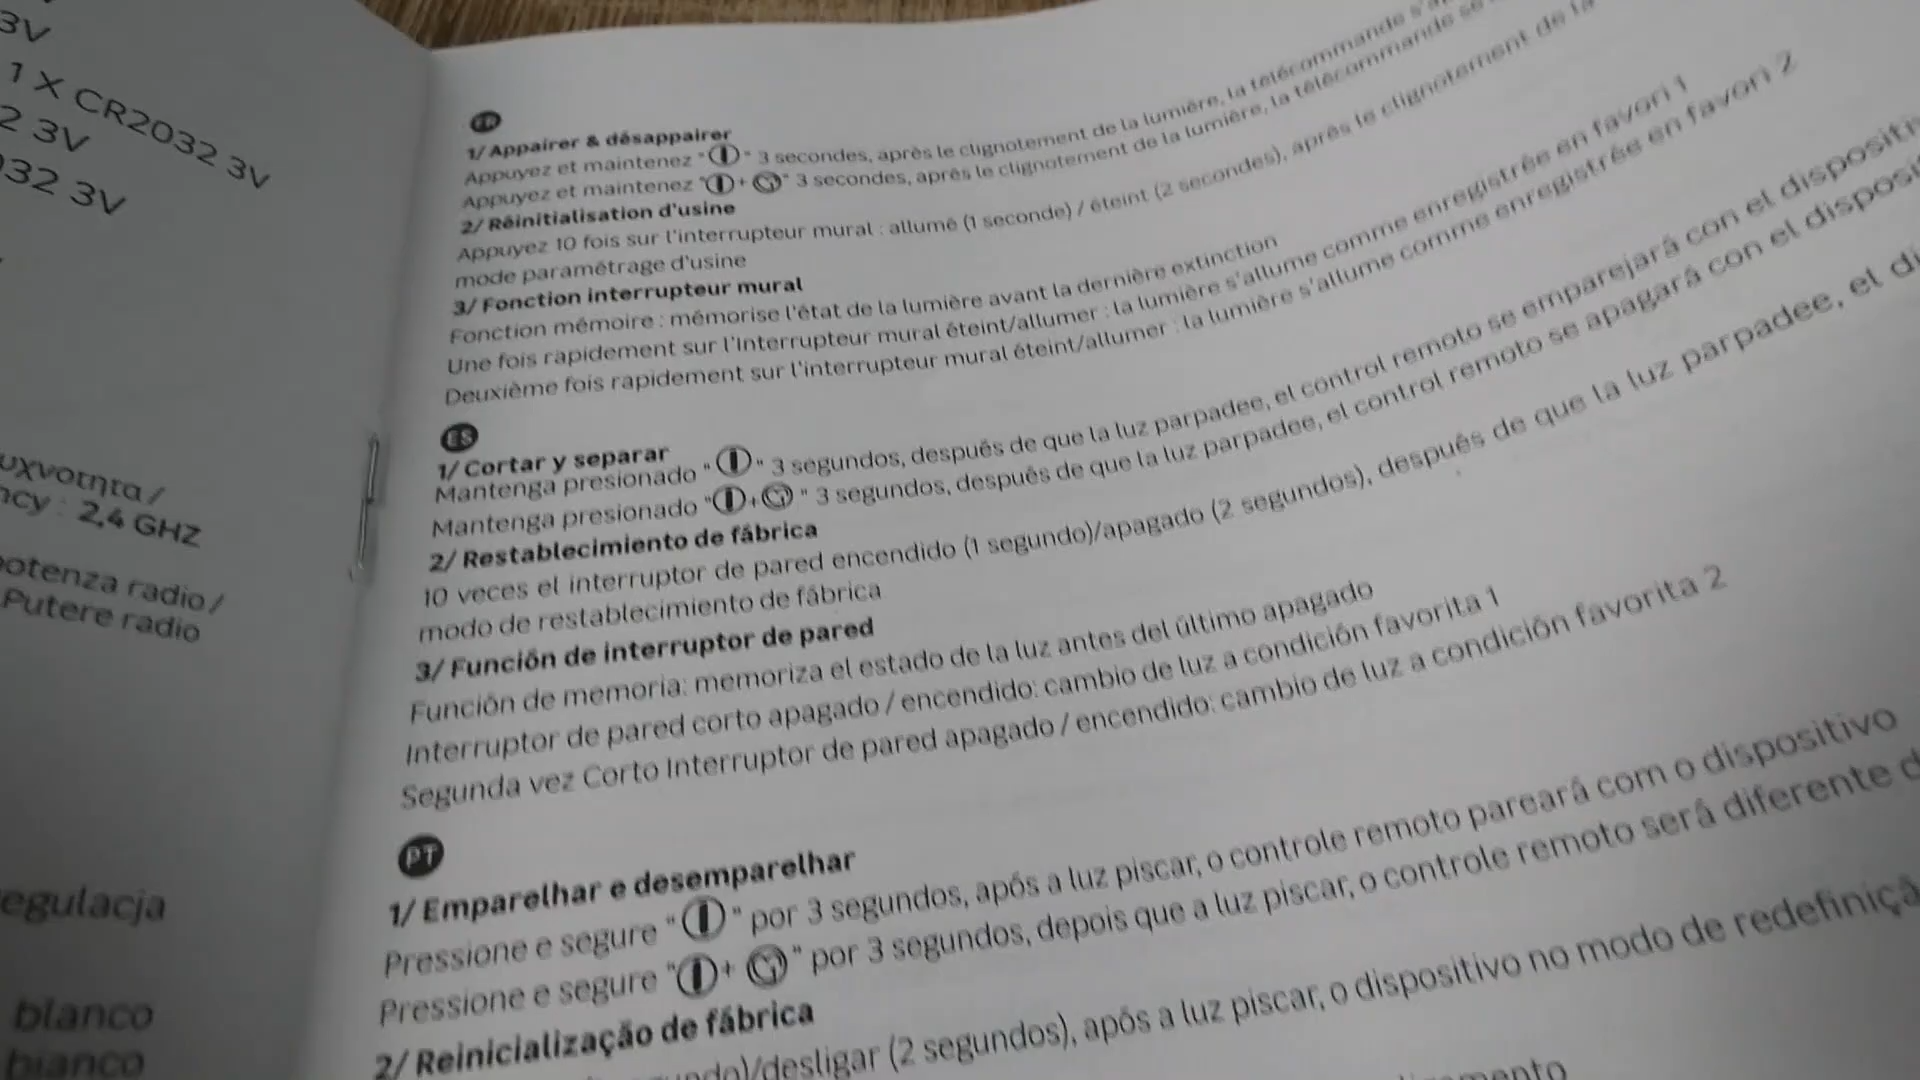 3V
1 X CR2032 3V
2 3V
032 3V
ncy : 2,4 GHZ
potenza radio /
Putere radio
egulacja
blanco
bianco
FR
1/ Appairer & désappairer
Appuyez et maintenez " " 3 secondes, après le clignotement de la lumière, la télécommande s'a
Appuyez et maintenez " + " 3 secondes, après le clignotement de la lumière, la télécommande se
2/ Réinitialisation d'usine
Appuyez 10 fois sur l'interrupteur mural : allumé (1 seconde) / éteint (2 secondes), après le clignotement de la
mode paramétrage d'usine
3/ Fonction interrupteur mural
Fonction mémoire : mémorise l'état de la lumière avant la dernière extinction
Une fois rapidement sur l'interrupteur mural éteint/allumer : la lumière s'allume comme enregistrée en favori 1
Deuxième fois rapidement sur l'interrupteur mural éteint/allumer : la lumière s'allume comme enregistrée en favori 2
ES
1/ Cortar y separar
Mantenga presionado " " 3 segundos, después de que la luz parpadee, el control remoto se emparejará con el dispositi
Mantenga presionado " + " 3 segundos, después de que la luz parpadee, el control remoto se apagará con el disposi
2/ Restablecimiento de fábrica
10 veces el interruptor de pared encendido (1 segundo)/apagado (2 segundos), después de que la luz parpadee, el di
modo de restablecimiento de fábrica
3/ Función de interruptor de pared
Función de memoria: memoriza el estado de la luz antes del último apagado
Interruptor de pared corto apagado / encendido: cambio de luz a condición favorita 1
Segunda vez Corto Interruptor de pared apagado / encendido: cambio de luz a condición favorita 2
PT
1/ Emparelhar e desemparelhar
Pressione e segure " " por 3 segundos, após a luz piscar, o controle remoto pareará com o dispositivo
Pressione e segure " + " por 3 segundos, depois que a luz piscar, o controle remoto será diferente d
2/ Reinicialização de fábrica
undo)/desligar (2 segundos), após a luz piscar, o dispositivo no modo de redefiniçã